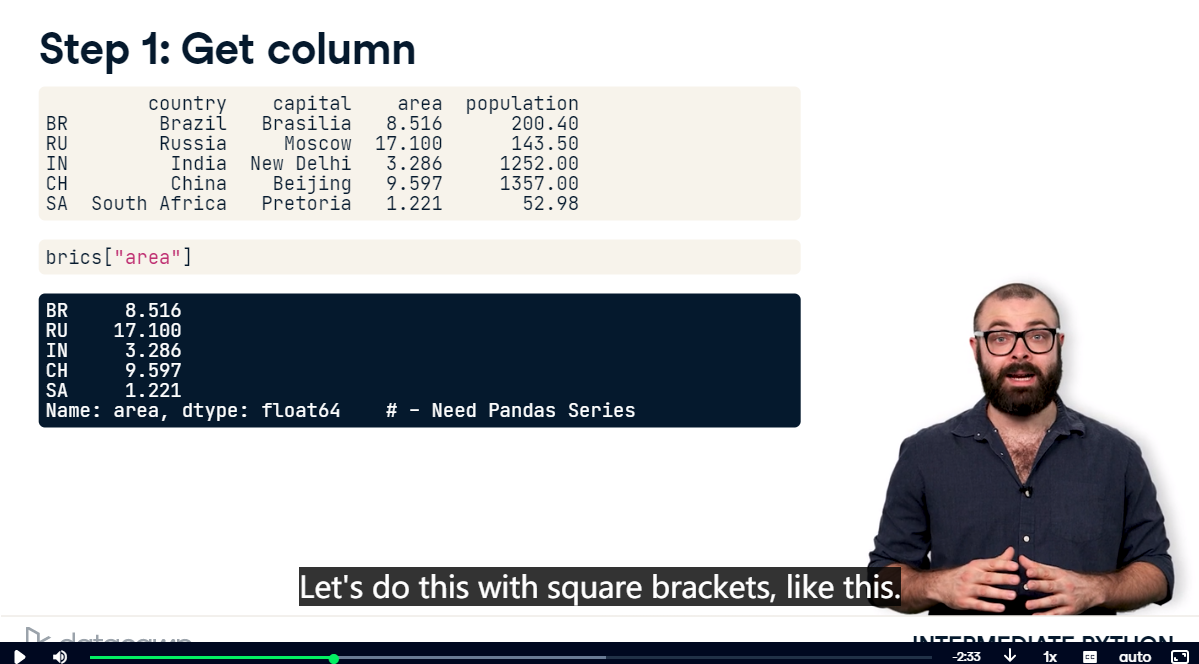 Step 1: Get column
         country    capital    area  population
BR        Brazil   Brasilia   8.516      200.40
RU        Russia     Moscow  17.100      143.50
IN         India  New Delhi   3.286     1252.00
CH         China    Beijing   9.597     1357.00
SA  South Africa   Pretoria   1.221       52.98
brics["area"]
BR     8.516
RU    17.100
IN     3.286
CH     9.597
SA     1.221
Name: area, dtype: float64    # - Need Pandas Series
Let's do this with square brackets, like this.
datacamp
INTERMEDIATE PYTHON
-2:33 1x CC auto